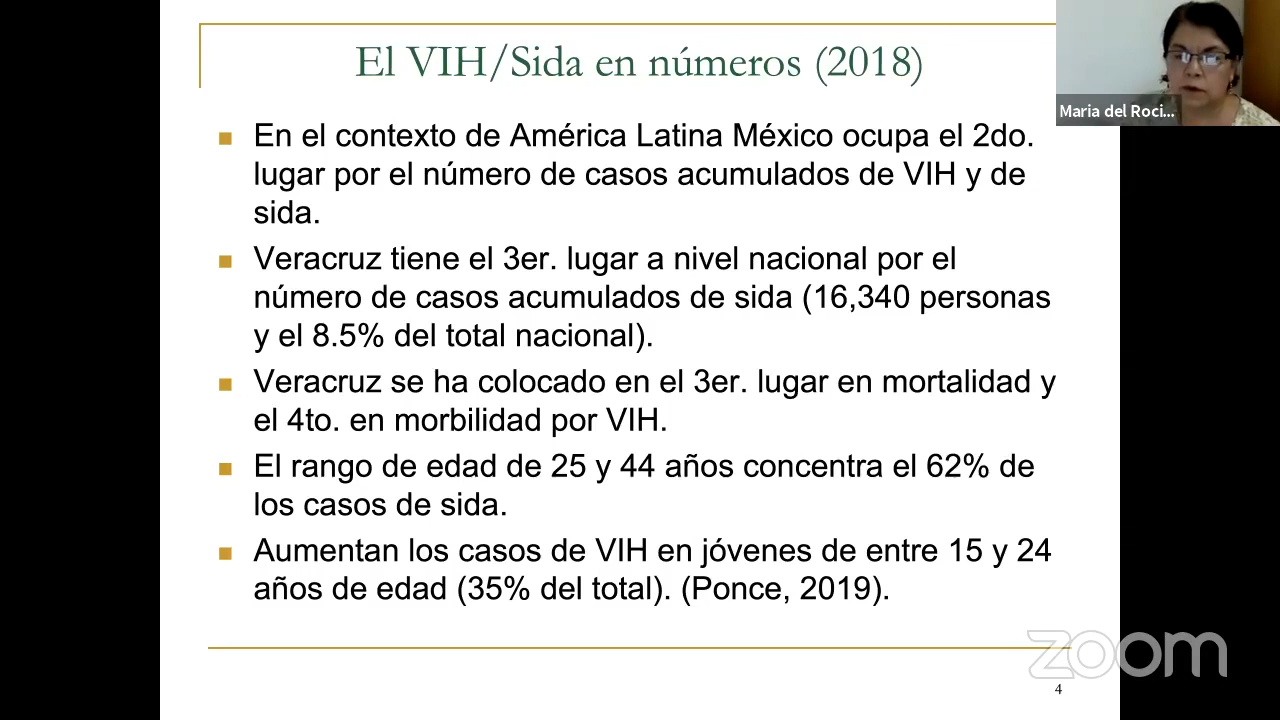 El VIH/Sida en números (2018)
En el contexto de América Latina México ocupa el 2do.
lugar por el número de casos acumulados de VIH y de
sida.
Veracruz tiene el 3er. lugar a nivel nacional por el
número de casos acumulados de sida (16,340 personas
y el 8.5% del total nacional).
Veracruz se ha colocado en el 3er. lugar en mortalidad y
el 4to. en morbilidad por VIH.
El rango de edad de 25 y 44 años concentra el 62% de
los casos de sida.
Aumentan los casos de VIH en jóvenes de entre 15 y 24
años de edad (35% del total). (Ponce, 2019).
Maria del Roci...
zoom
4